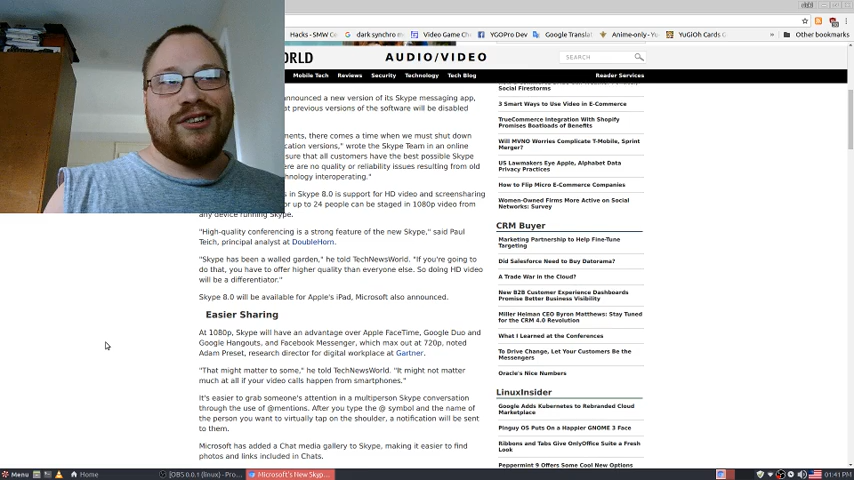 Hacks - SMW C
dark synchro
Video Game Ch
YGOPro Dev
Google Translat
Anime-only - Yu
YuGiOh Cards G
»
Other bookmarks
ORLD
AUDIO/VIDEO
SEARCH
Mobile Tech
Reviews
Security
Technology
Tech Blog
Reader Services
announced a new version of its Skype messaging app,
at previous versions of the software will be disabled
ments, there comes a time when we must shut down
cation versions," wrote the Skype Team in an online
sure that all customers have the best possible Skype
ere are no quality or reliability issues resulting from old
hnology interoperating."
s in Skype 8.0 is support for HD video and screensharing
or up to 24 people can be staged in 1080p video from
any device running Skype.
"High-quality conferencing is a strong feature of the new Skype," said Paul
Teich, principal analyst at DoubleHorn.
"Skype has been a walled garden," he told TechNewsWorld. "If you're going to
do that, you have to offer higher quality than everyone else. So doing HD video
will be a differentiator."
Skype 8.0 will be available for Apple's iPad, Microsoft also announced.
Easier Sharing
At 1080p, Skype will have an advantage over Apple FaceTime, Google Duo and
Google Hangouts, and Facebook Messenger, which max out at 720p, noted
Adam Preset, research director for digital workplace at Gartner.
"That might matter to some," he told TechNewsWorld. "It might not matter
much at all if your video calls happen from smartphones."
It's easier to grab someone's attention in a multiperson Skype conversation
through the use of @mentions. After you type the @ symbol and the name of
the person you want to virtually tap on the shoulder, a notification will be sent
to them.
Microsoft has added a Chat media gallery to Skype, making it easier to find
photos and links included in Chats.
Social Firestorms
3 Smart Ways to Use Video in E-Commerce
TrueCommerce Integration With Shopify
Promises Boatloads of Benefits
Will MVNO Worries Complicate T-Mobile, Sprint
Merger?
US Lawmakers Eye Apple, Alphabet Data
Privacy Practices
How to Flip Micro E-Commerce Companies
Women-Owned Firms More Active on Social
Networks: Survey
CRM Buyer
Marketing Partnership to Help Fine-Tune
Targeting
Did Salesforce Need to Buy Datorama?
A Trade War in the Cloud?
New B2B Customer Experience Dashboards
Promise Better Business Visibility
Miller Heiman CEO Byron Matthews: Stay Tuned
for the CRM 4.0 Revolution
What I Learned at the Conferences
To Drive Change, Let Your Customers Be the
Messengers
Oracle's Nice Numbers
LinuxInsider
Google Adds Kubernetes to Rebranded Cloud
Marketplace
Pinguy OS Puts On a Happier GNOME 3 Face
Ribbons and Tabs Give OnlyOffice Suite a Fresh
Look
Peppermint 9 Offers Some Cool New Options
Menu
Home
[OBS 0.0.1 (linux) - Pro...
Microsoft's New Skyp...
01:41 PM